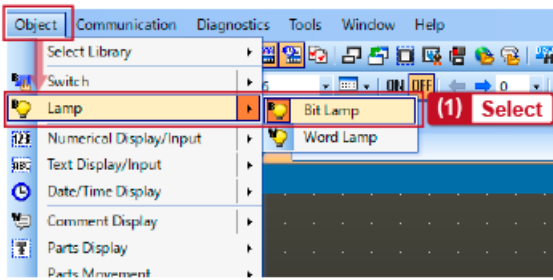 Object Communication Diagnostics Tools Window Help
Select Library
Switch
ON OFF 0
Lamp
Bit Lamp
(1) Select
Numerical Display/Input
Word Lamp
Text Display/Input
Date/Time Display
Comment Display
Parts Display
Parts Movement